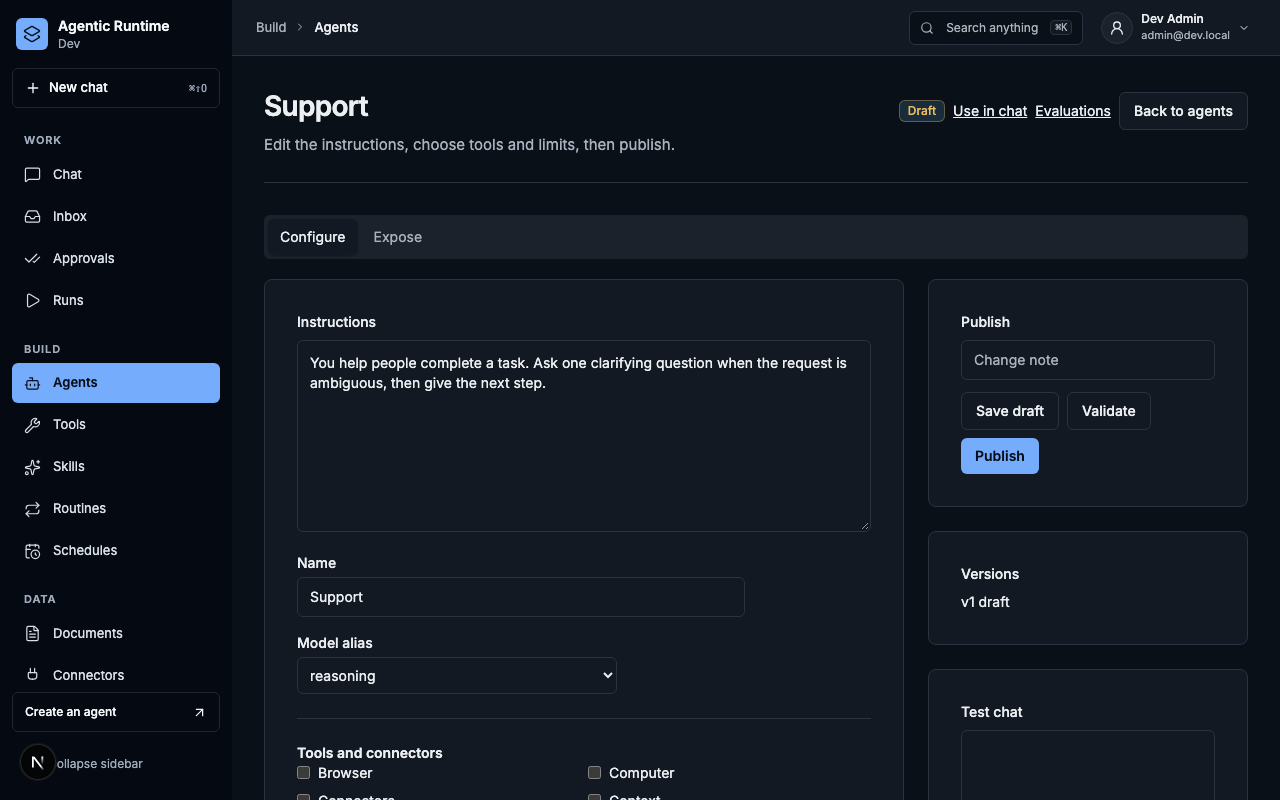 Agentic Runtime
Dev
New chat
⌘⇧O
WORK
Chat
Inbox
Approvals
Runs
BUILD
Agents
Tools
Skills
Routines
Schedules
DATA
Documents
Connectors
Create an agent
N
ollapse sidebar
Build
Agents
Search anything
⌘K
Dev Admin
admin@dev.local
Support
Edit the instructions, choose tools and limits, then publish.
Draft
Use in chat
Evaluations
Back to agents
Configure
Expose
Instructions
You help people complete a task. Ask one clarifying question when the request is
ambiguous, then give the next step.
Name
Support
Model alias
reasoning
Tools and connectors
Browser
Computer
Connectors
Context
Publish
Change note
Save draft
Validate
Publish
Versions
v1 draft
Test chat